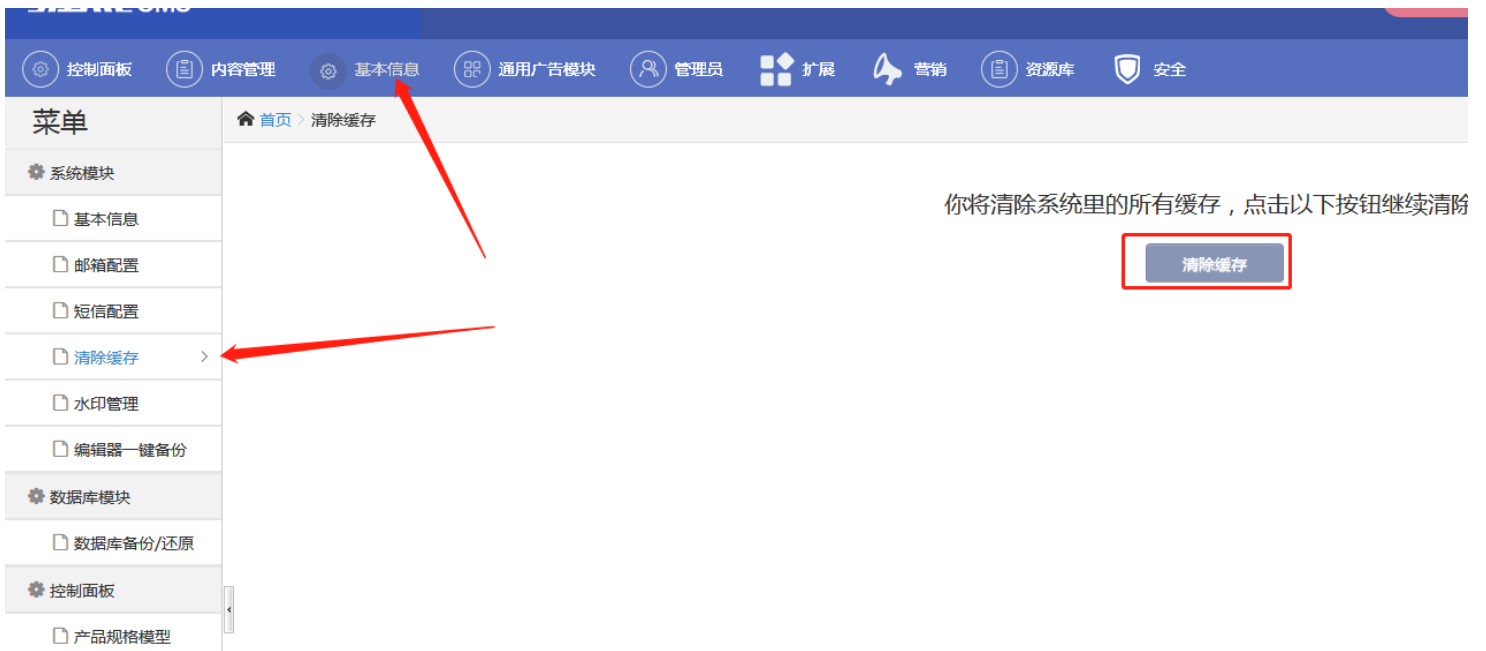 CMS
控制面板 内容管理 基本信息 通用广告模块 管理员 扩展 营销 资源库 安全
菜单
首页 > 清除缓存
系统模块
基本信息
邮箱配置
短信配置
清除缓存
水印管理
编辑器一键备份
数据库模块
数据库备份/还原
控制面板
产品规格模型
你将清除系统里的所有缓存，点击以下按钮继续清除
清除缓存